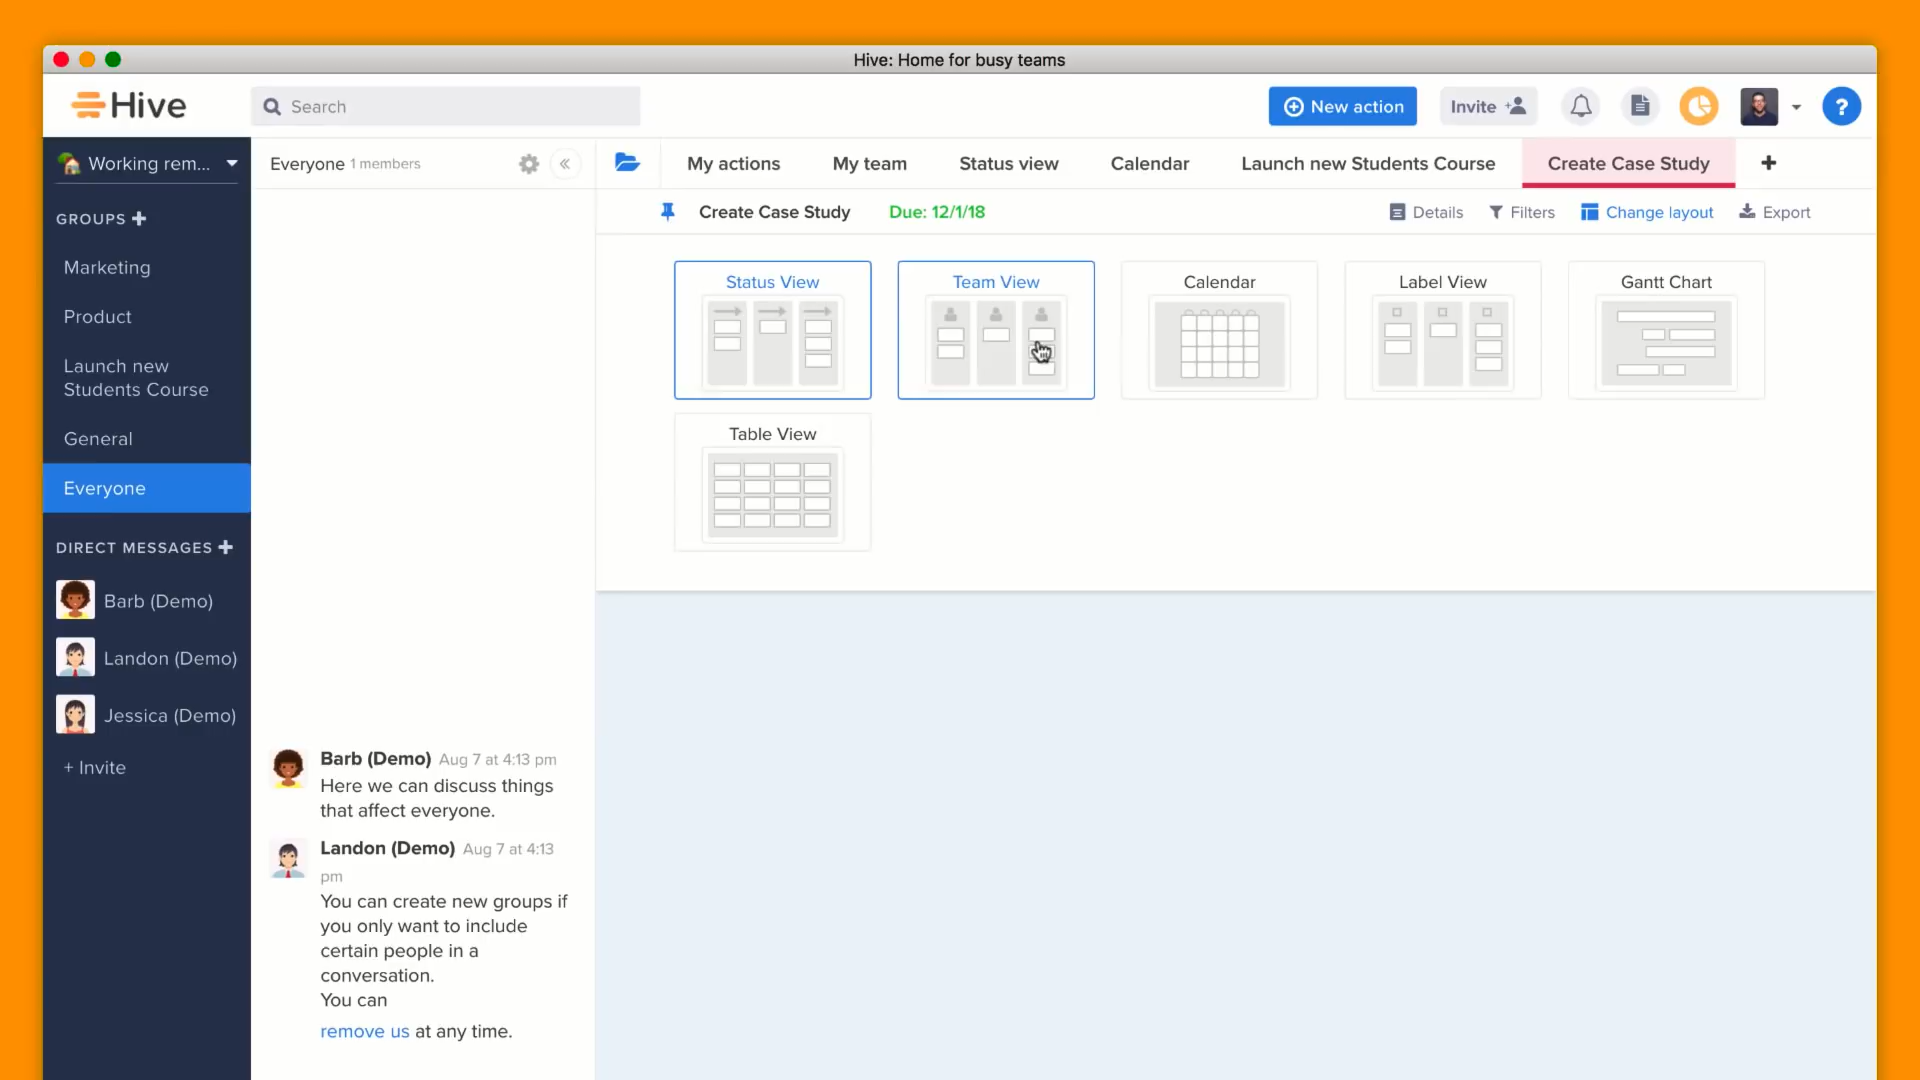 Hive: Home for busy teams
Hive
Search
New action
Invite
?
Working rem...
Everyone 1 members
My actions
My team
Status view
Calendar
Launch new Students Course
Create Case Study
GROUPS
Create Case Study
Due: 12/1/18
Details
Filters
Change layout
Export
Marketing
Product
Launch new
Students Course
General
Everyone
Status View
Team View
Calendar
Label View
Gantt Chart
Table View
DIRECT MESSAGES
Barb (Demo)
Landon (Demo)
Jessica (Demo)
+ Invite
Barb (Demo) Aug 7 at 4:13 pm
Here we can discuss things
that affect everyone.
Landon (Demo) Aug 7 at 4:13
pm
You can create new groups if
you only want to include
certain people in a
conversation.
You can
remove us at any time.